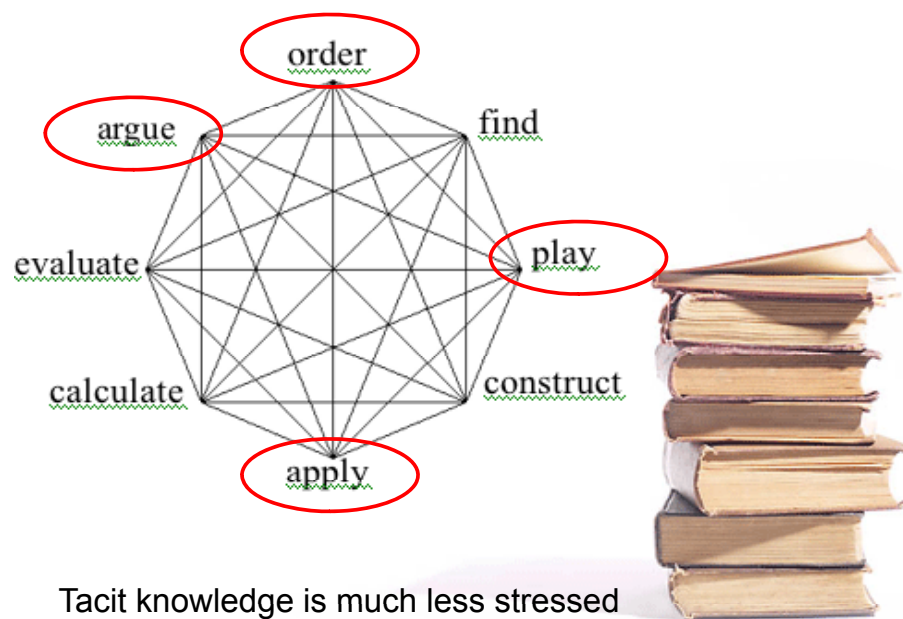 order
argue
find
evaluate
play
calculate
construct
apply
Tacit knowledge is much less stressed